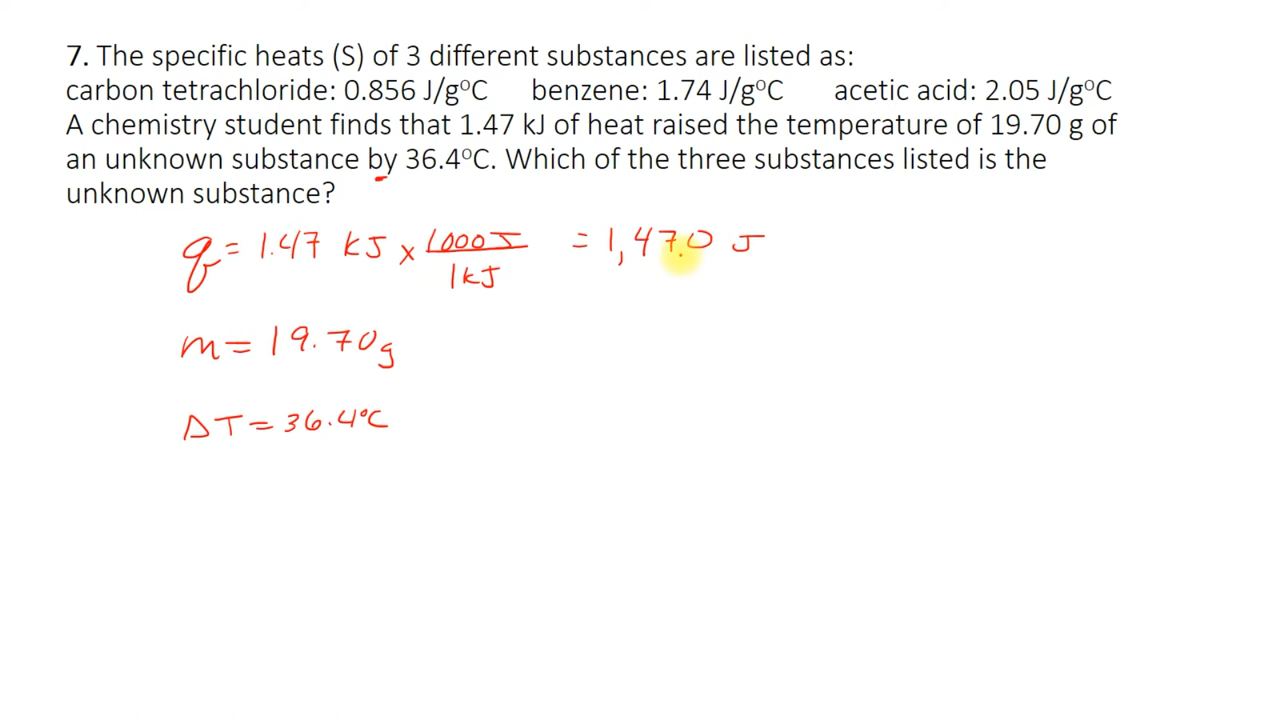 7. The specific heats (S) of 3 different substances are listed as:
carbon tetrachloride: 0.856 J/g°C benzene: 1.74 J/g°C acetic acid: 2.05 J/g°C
A chemistry student finds that 1.47 kJ of heat raised the temperature of 19.70 g of
an unknown substance by 36.4°C. Which of the three substances listed is the
unknown substance?
q = 1.47 kJ × 1000 J / 1 kJ = 1,470 J
m = 19.70g
ΔT = 36.4°C